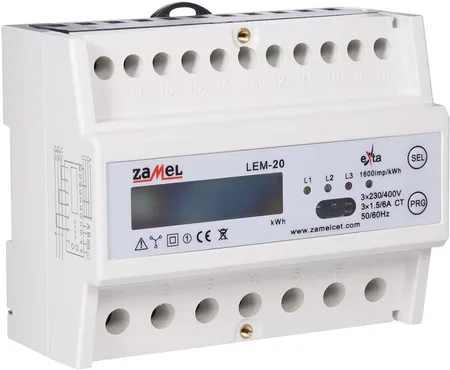 ZAMEL
LEM-20
exta
SEL
L1 L2 L3
1600imp/kWh
3x230/400V
3x1.5/6A CT
50/60Hz
PRG
kWh
CE
www.zamelcet.com